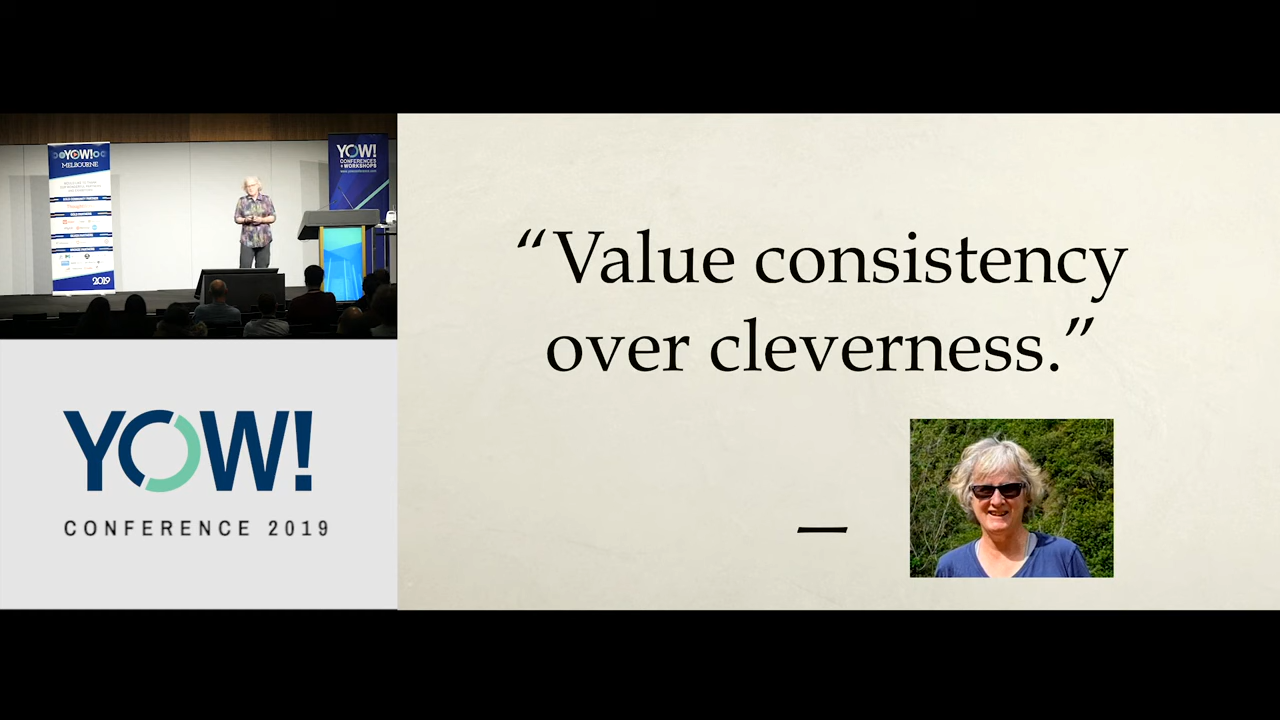 YOW!
MELBOURNE
2019
YOW!
CONFERENCES
+ WORKSHOPS
YOW!
CONFERENCE 2019
“Value consistency
over cleverness.”
—